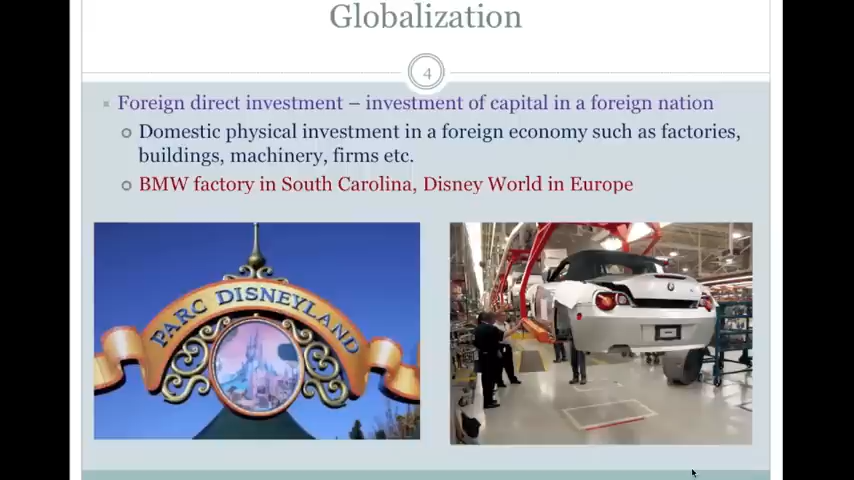 Globalization
4
Foreign direct investment – investment of capital in a foreign nation
Domestic physical investment in a foreign economy such as factories,
buildings, machinery, firms etc.
BMW factory in South Carolina, Disney World in Europe
PARC DISNEYLAND